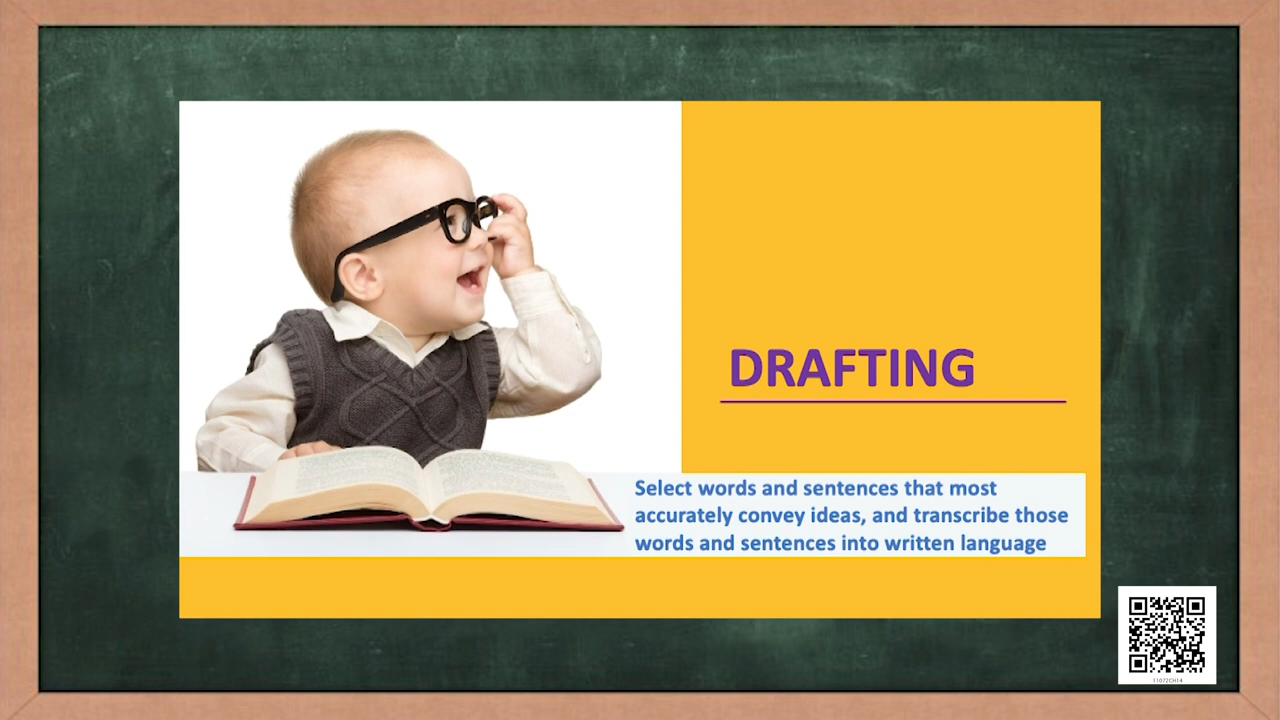 DRAFTING
Select words and sentences that most
accurately convey ideas, and transcribe those
words and sentences into written language
11072CH14